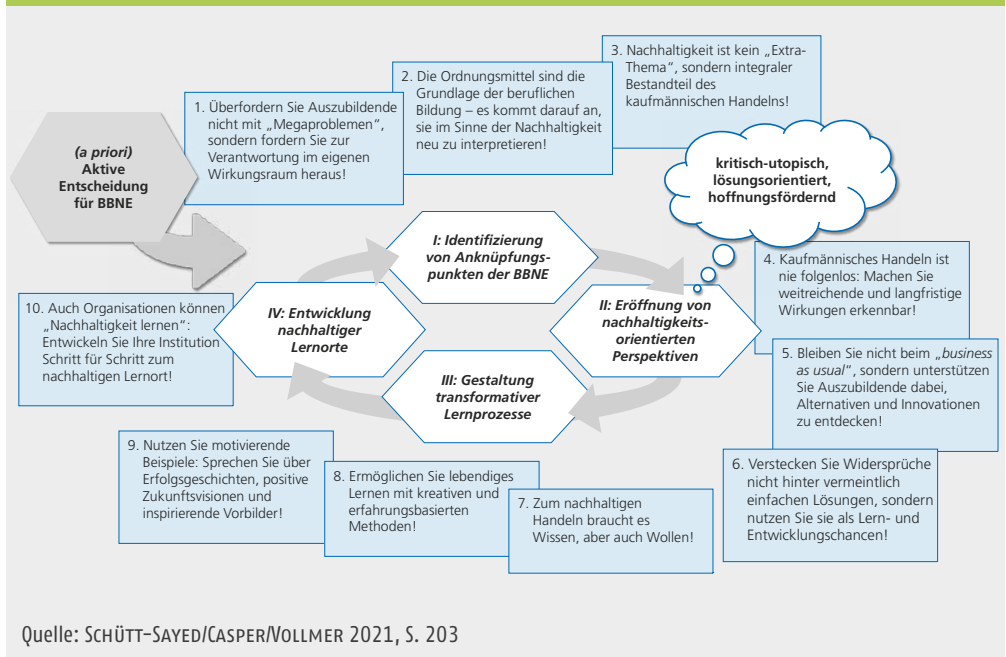 (a priori)
Aktive
Entscheidung
für BBNE
1. Überfordern Sie Auszubildende
nicht mit „Megaproblemen“,
sondern fordern Sie zur
Verantwortung im eigenen
Wirkungsraum heraus!
2. Die Ordnungsmittel sind die
Grundlage der beruflichen
Bildung – es kommt darauf an,
sie im Sinne der Nachhaltigkeit
neu zu interpretieren!
3. Nachhaltigkeit ist kein „Extra-
Thema“, sondern integraler
Bestandteil des
kaufmännischen Handelns!
kritisch-utopisch,
lösungsorientiert,
hoffnungsfördernd
I: Identifizierung
von Anknüpfungs-
punkten der BBNE
II: Eröffnung von
nachhaltigkeits-
orientierten
Perspektiven
III: Gestaltung
transformativer
Lernprozesse
IV: Entwicklung
nachhaltiger
Lernorte
4. Kaufmännisches Handeln ist
nie folgenlos: Machen Sie
weitreichende und langfristige
Wirkungen erkennbar!
5. Bleiben Sie nicht beim „business
as usual“, sondern unterstützen
Sie Auszubildende dabei,
Alternativen und Innovationen
zu entdecken!
6. Verstecken Sie Widersprüche
nicht hinter vermeintlich
einfachen Lösungen, sondern
nutzen Sie sie als Lern- und
Entwicklungschancen!
7. Zum nachhaltigen
Handeln braucht es
Wissen, aber auch Wollen!
8. Ermöglichen Sie lebendiges
Lernen mit kreativen und
erfahrungsbasierten
Methoden!
9. Nutzen Sie motivierende
Beispiele: Sprechen Sie über
Erfolgsgeschichten, positive
Zukunftsvisionen und
inspirierende Vorbilder!
10. Auch Organisationen können
„Nachhaltigkeit lernen“:
Entwickeln Sie Ihre Institution
Schritt für Schritt zum
nachhaltigen Lernort!
Quelle: SCHÜTT-SAYED/CASPER/VOLLMER 2021, S. 203